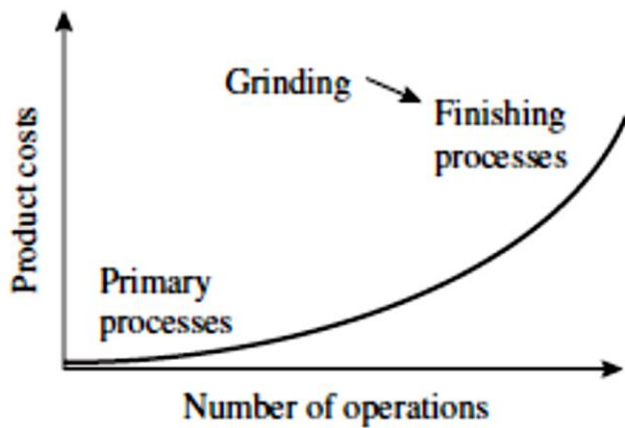 Grinding
Finishing
processes
Product costs
Primary
processes
Number of operations